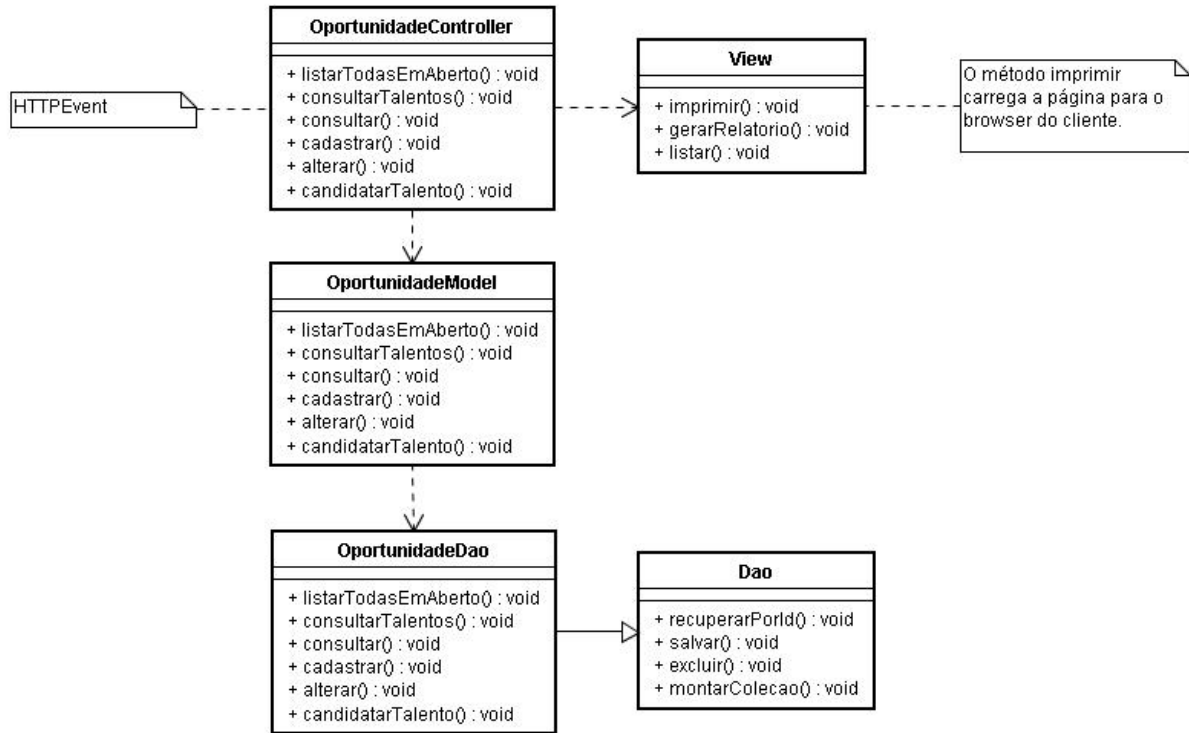 OportunidadeController
+ listarTodasEmAberto() : void
+ consultarTalentos() : void
+ consultar() : void
+ cadastrar() : void
+ alterar() : void
+ candidatarTalento() : void
HTTPEvent
View
+ imprimir() : void
+ gerarRelatorio() : void
+ listar() : void
O método imprimir
carrega a página para o
browser do cliente.
OportunidadeModel
+ listarTodasEmAberto() : void
+ consultarTalentos() : void
+ consultar() : void
+ cadastrar() : void
+ alterar() : void
+ candidatarTalento() : void
OportunidadeDao
+ listarTodasEmAberto() : void
+ consultarTalentos() : void
+ consultar() : void
+ cadastrar() : void
+ alterar() : void
+ candidatarTalento() : void
Dao
+ recuperarPorId() : void
+ salvar() : void
+ excluir() : void
+ montarColecao() : void